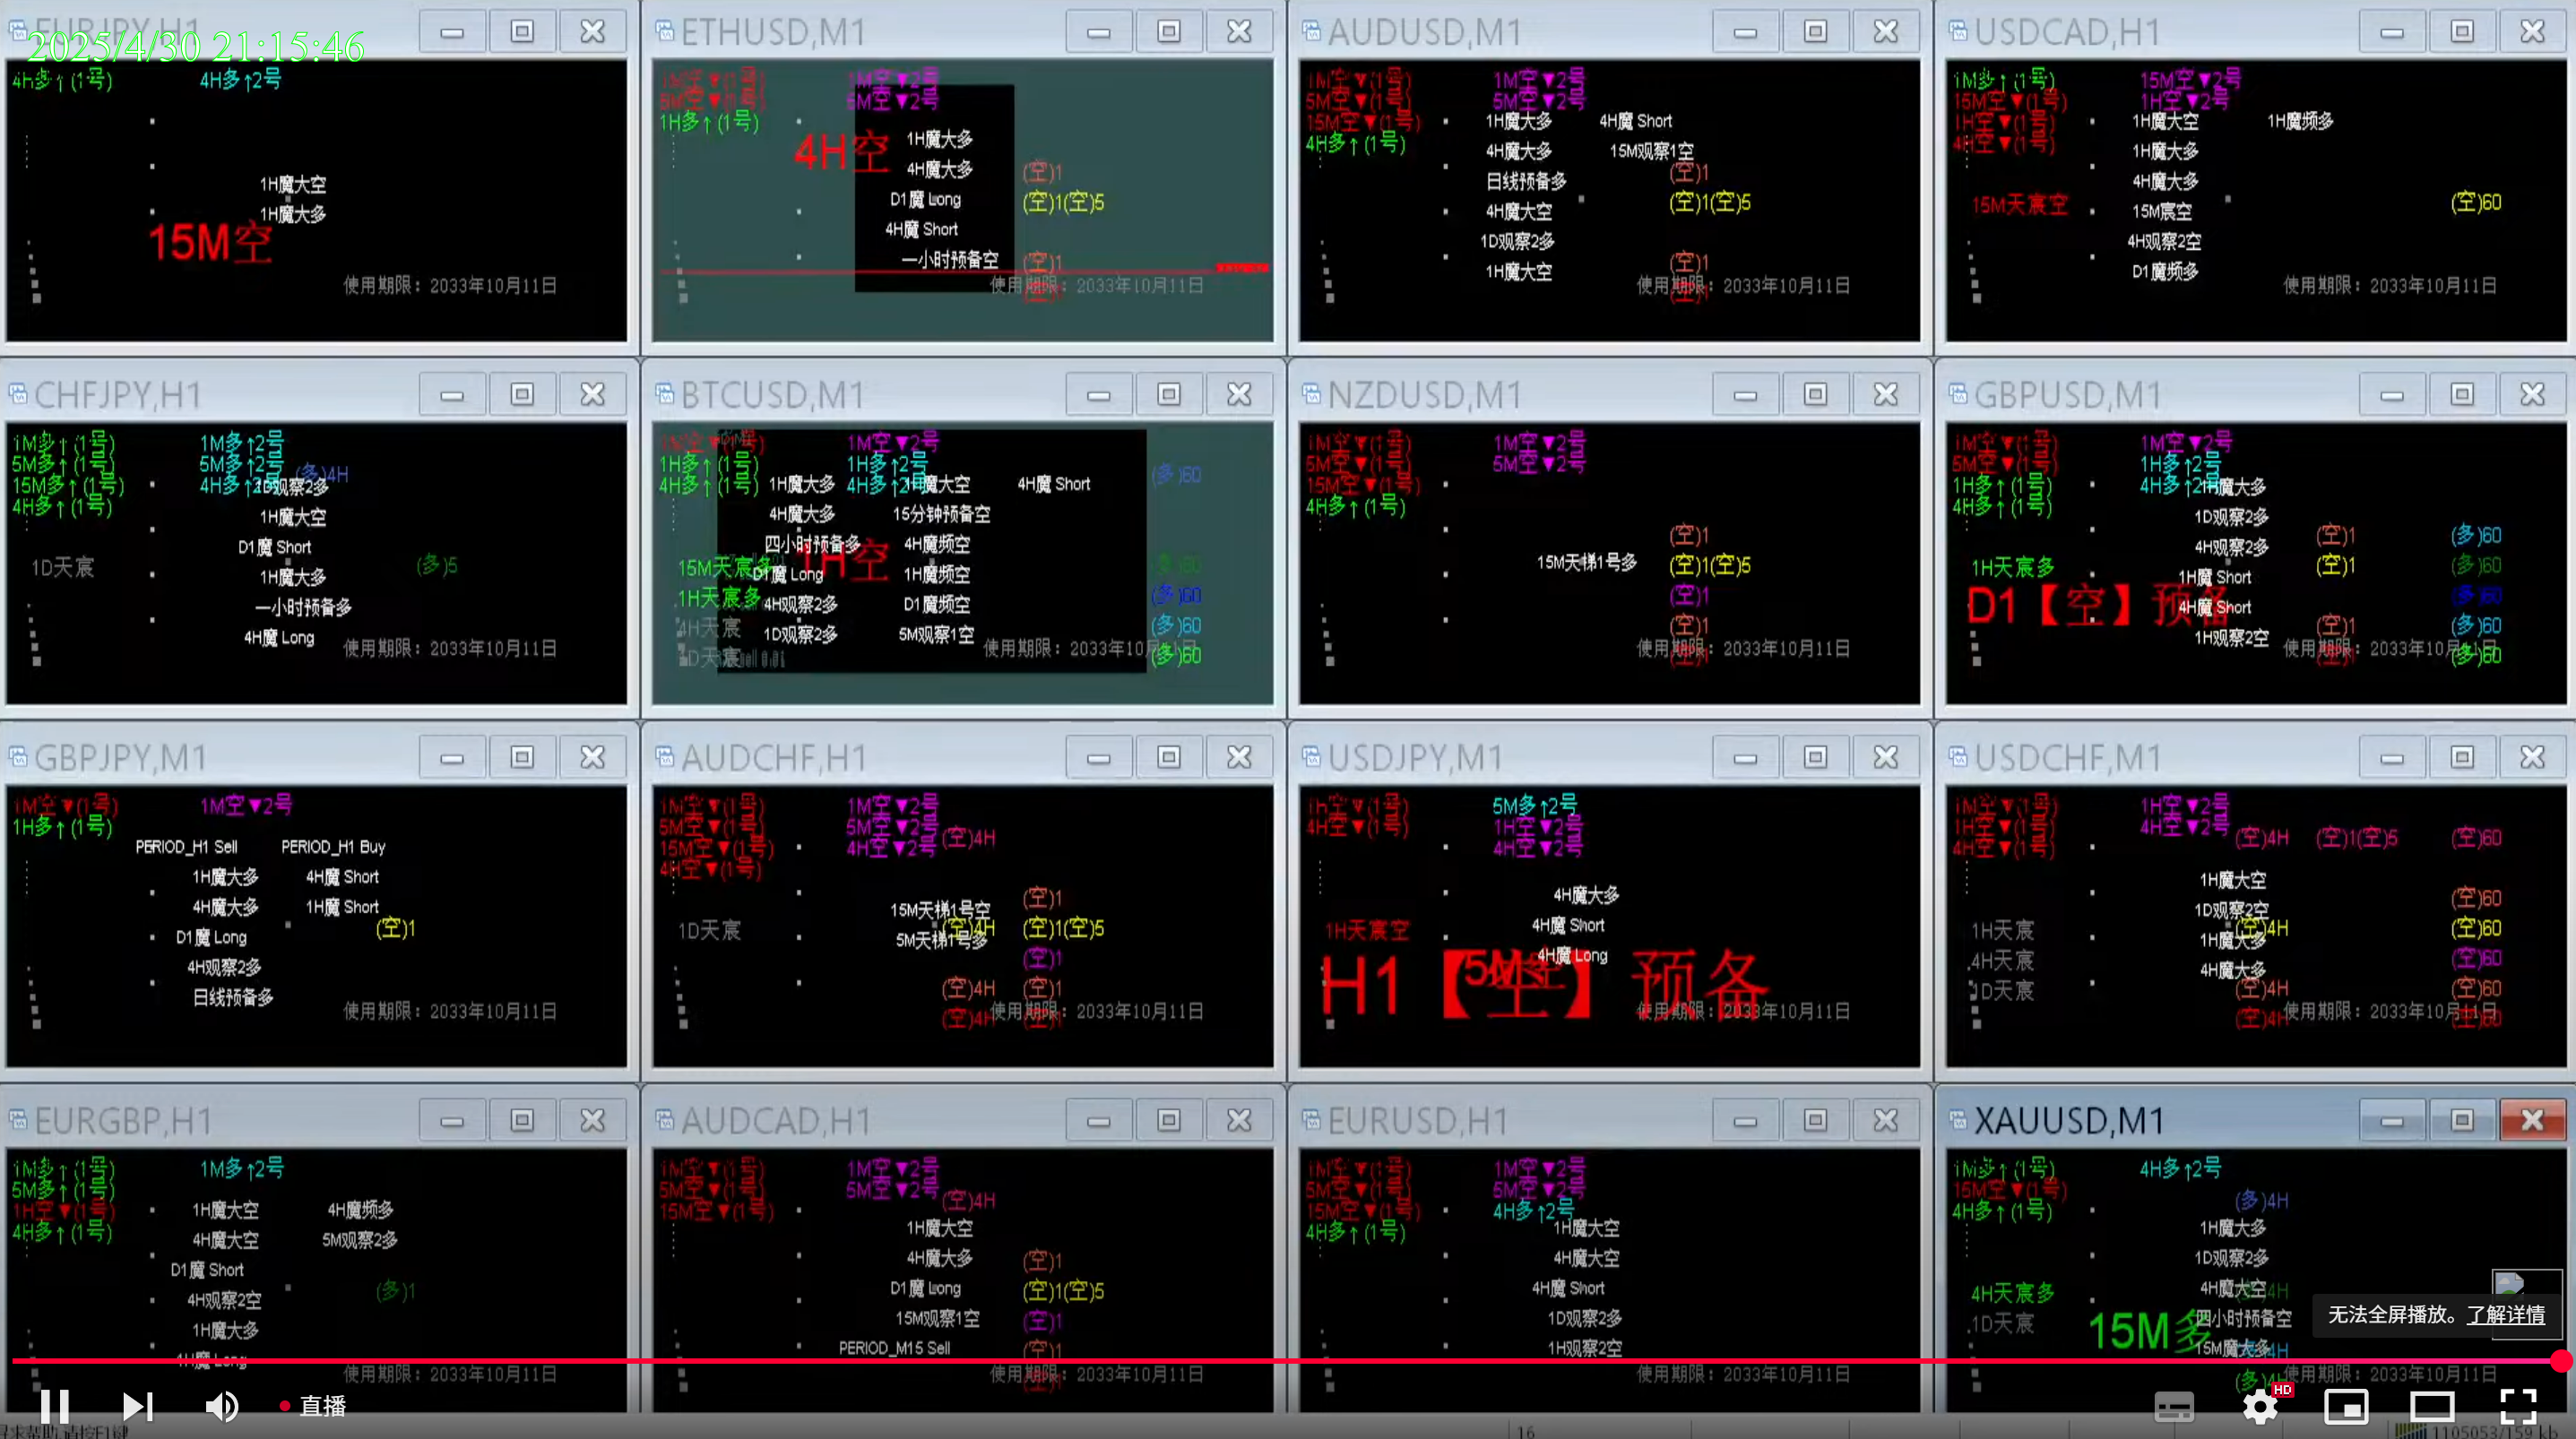 EURJPY,H1
2025/4/30 21:15:46
4H多↑(1号) 4H多↑2号
1H魔大空
1H魔大多
15M空
使用期限：2033年10月11日
ETHUSD,M1
1M空▼(1号) 1M空▼2号
5M空▼(1号) 5M空▼2号
1H多↑(1号)
4H空
1H魔大多
4H魔大多
(空)1
D1魔 Long
(空)1(空)5
4H魔 Short
一小时预备空
(空)1
使用期限：2033年10月11日
AUDUSD,M1
1M空▼(1号) 1M空▼2号
5M空▼(1号) 5M空▼2号
15M空▼(1号) 1H魔大多 4H魔 Short
4H多↑(1号) 4H魔大多 15M观察1空
(空)1
日线预备多
4H魔大空 (空)1(空)5
1D观察2多
1H魔大空 (空)1
使用期限：2033年10月11日
USDCAD,H1
1M多↑(1号) 15M空▼2号
15M空▼(1号) 1H空▼2号
1H空▼(1号) 1H魔大空 1H魔频多
4H空▼(1号) 1H魔大多
4H魔大多
15M天宸空 15M宸空 (空)60
4H观察2空
D1魔频多
使用期限：2033年10月11日
CHFJPY,H1
1M多↑(1号) 1M多↑2号
5M多↑(1号) 5M多↑2号 (多)4H
15M多↑(1号) 4H多↑2号 1D观察2多
4H多↑(1号)
1H魔大空
D1魔 Short
1D天宸 (多)5
1H魔大多
一小时预备多
4H魔 Long
使用期限：2033年10月11日
BTCUSD,M1
1M空▼2号
1H多↑(1号) 1H多↑2号 (多)60
4H多↑(1号) 1H魔大多 4H多↑2号 魔大空 4H魔 Short
4H魔大多 15分钟预备空
四小时预备多 4H魔频空
1H空
15M天宸多 D1魔 Long 1H魔频空
1H天宸多 4H观察2多 D1魔频空 (多)60
4H天宸 1D观察2多 5M观察1空 (多)60
1D天宸 (多)60
使用期限：2033年10月11日
NZDUSD,M1
1M空▼(1号) 1M空▼2号
5M空▼(1号) 5M空▼2号
15M空▼(1号)
4H多↑(1号)
(空)1
15M天梯1号多 (空)1(空)5
(空)1
(空)1
使用期限：2033年10月11日
GBPUSD,M1
1M空▼(1号) 1M空▼2号
5M空▼(1号) 1H多↑2号
1H多↑(1号) 4H多↑2号 1H魔大多
4H多↑(1号) 1D观察2多
4H观察2多 (空)1 (多)60
1H天宸多 1H魔 Short (空)1 (多)60
D1【空】预备 4H魔 Short (多)60
1H观察2空 (空)1 (多)60
使用期限：2033年10月11日
(多)60
GBPJPY,M1
1M空▼(1号) 1M空▼2号
1H多↑(1号)
PERIOD_H1 Sell PERIOD_H1 Buy
1H魔大多 4H魔 Short
4H魔大多 1H魔 Short
D1魔 Long (空)1
4H观察2多
日线预备多
使用期限：2033年10月11日
AUDCHF,H1
1M空▼(1号) 1M空▼2号
5M空▼(1号) 5M空▼2号
15M空▼(1号) 4H空▼2号 (空)4H
4H空▼(1号)
15M天梯1号空 (空)1
1D天宸 (空)4H (空)1(空)5
5M天梯1号多
(空)1
(空)4H (空)1
(空)4H
使用期限：2033年10月11日
USDJPY,M1
1H空▼(1号) 5M多↑2号
4H空▼(1号) 1H空▼2号
4H空▼2号
4H魔大多
1H天宸空 4H魔 Short
4H魔 Long
H1【空】预备
使用期限：2033年10月11日
USDCHF,M1
1M空▼(1号) 1H空▼2号
1H空▼(1号) 4H空▼2号
4H空▼(1号) (空)4H (空)1(空)5 (空)60
1H魔大空
1D观察2空 (空)60
1H天宸 (空)4H (空)60
1H魔大多
4H天宸 4H魔大多 (空)60
1D天宸 (空)4H (空)60
(空)4H
使用期限：2033年10月11日
EURGBP,H1
1M多↑(1号) 1M多↑2号
5M多↑(1号)
1H空▼(1号) 1H魔大空 4H魔频多
4H多↑(1号) 4H魔大空 5M观察2多
D1魔 Short
4H观察2空 (多)1
1H魔大多
4H魔 Long
使用期限：2033年10月11日
AUDCAD,H1
1M空▼(1号) 1M空▼2号
5M空▼(1号) 5M空▼2号
15M空▼(1号) (空)4H
1H魔大空
4H魔大多 (空)1
D1魔 Long (空)1(空)5
15M观察1空 (空)1
PERIOD_M15 Sell (空)1
使用期限：2033年10月11日
EURUSD,H1
1M空▼(1号) 1M空▼2号
5M空▼(1号) 5M空▼2号
15M空▼(1号) 4H多↑2号
4H多↑(1号) 1H魔大空
4H魔大空
4H魔 Short
1D观察2多
1H观察2空
使用期限：2033年10月11日
XAUUSD,M1
1M多↑(1号) 4H多↑2号
15M空▼(1号)
4H多↑(1号) (多)4H
1H魔大多
1D观察2多
4H天宸多 4H魔大空
1D天宸 15M多 四小时预备空
15M魔大多
(多)4H
使用期限：2033年10月11日
无法全屏播放。了解详情
直播
HD
16
1105053/159 kb